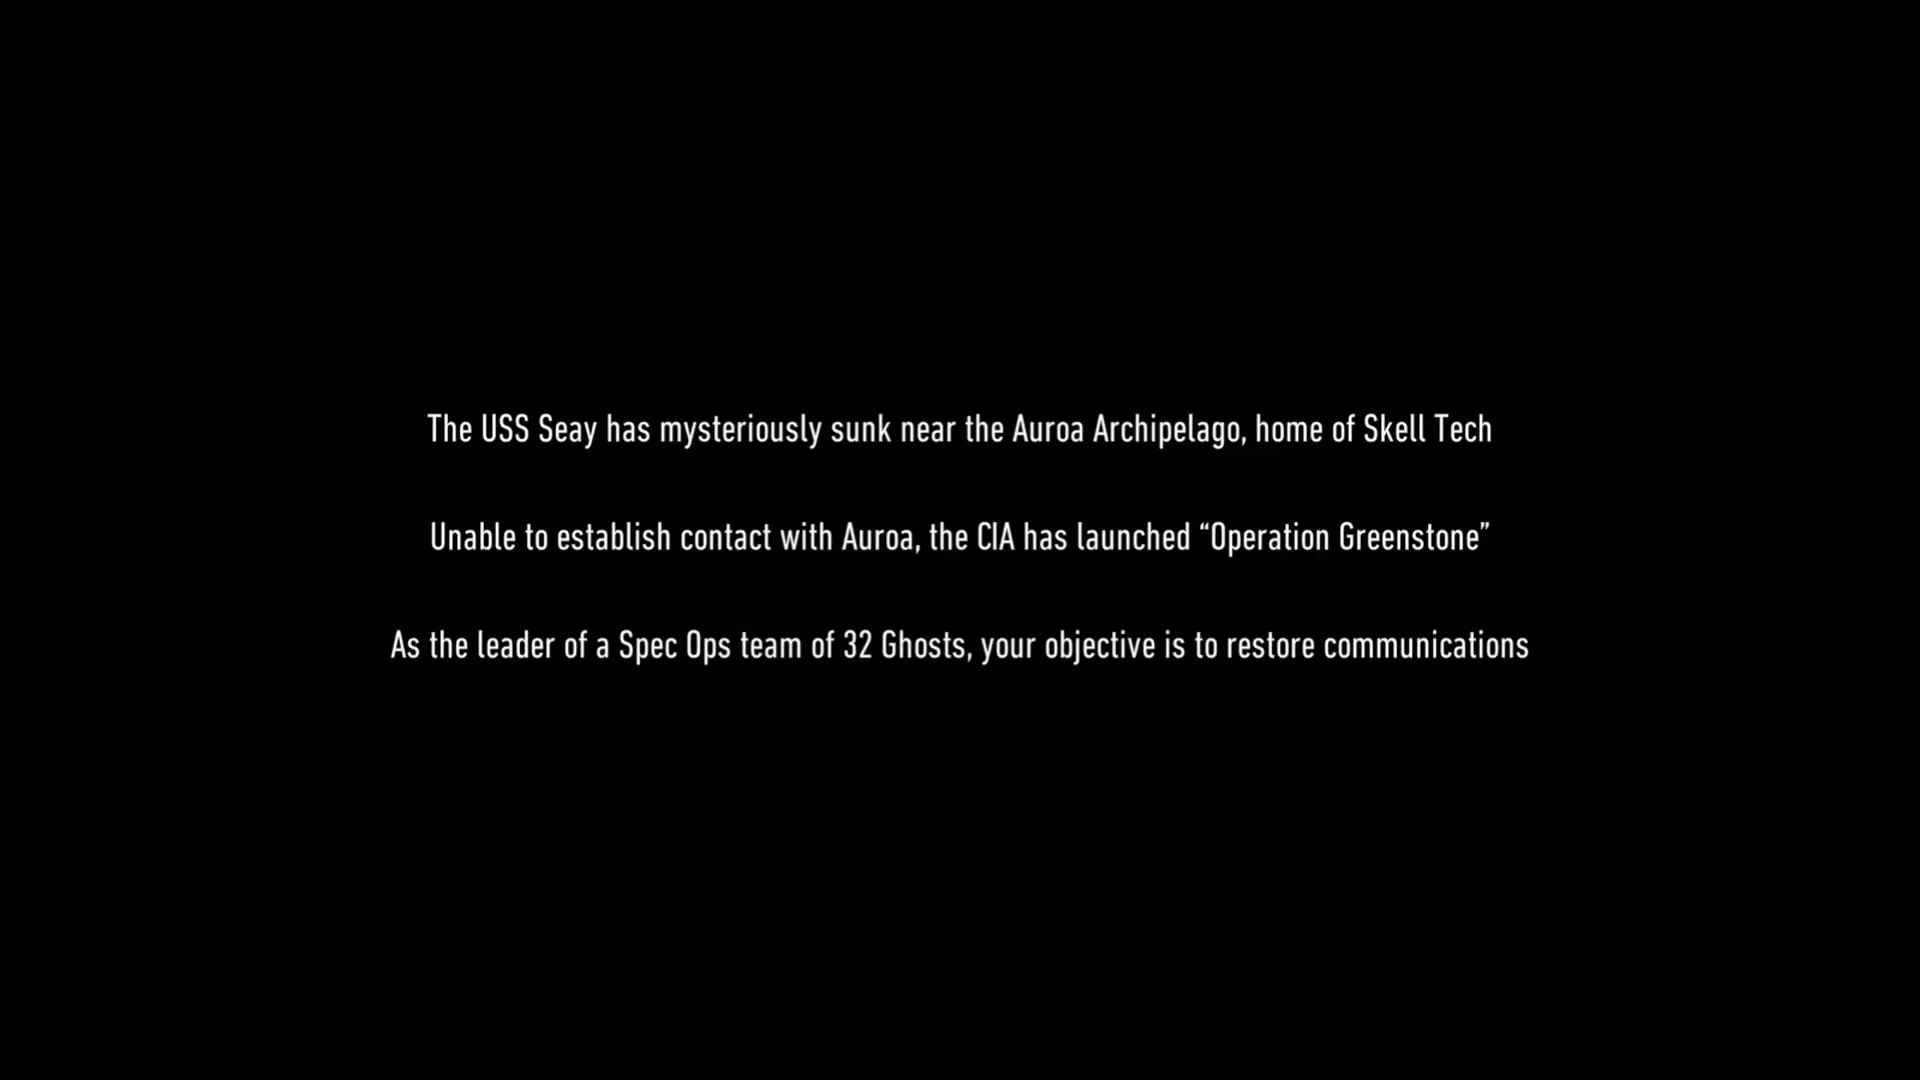 The USS Seay has mysteriously sunk near the Auroa Archipelago, home of Skell Tech
Unable to establish contact with Auroa, the CIA has launched “Operation Greenstone”
As the leader of a Spec Ops team of 32 Ghosts, your objective is to restore communications